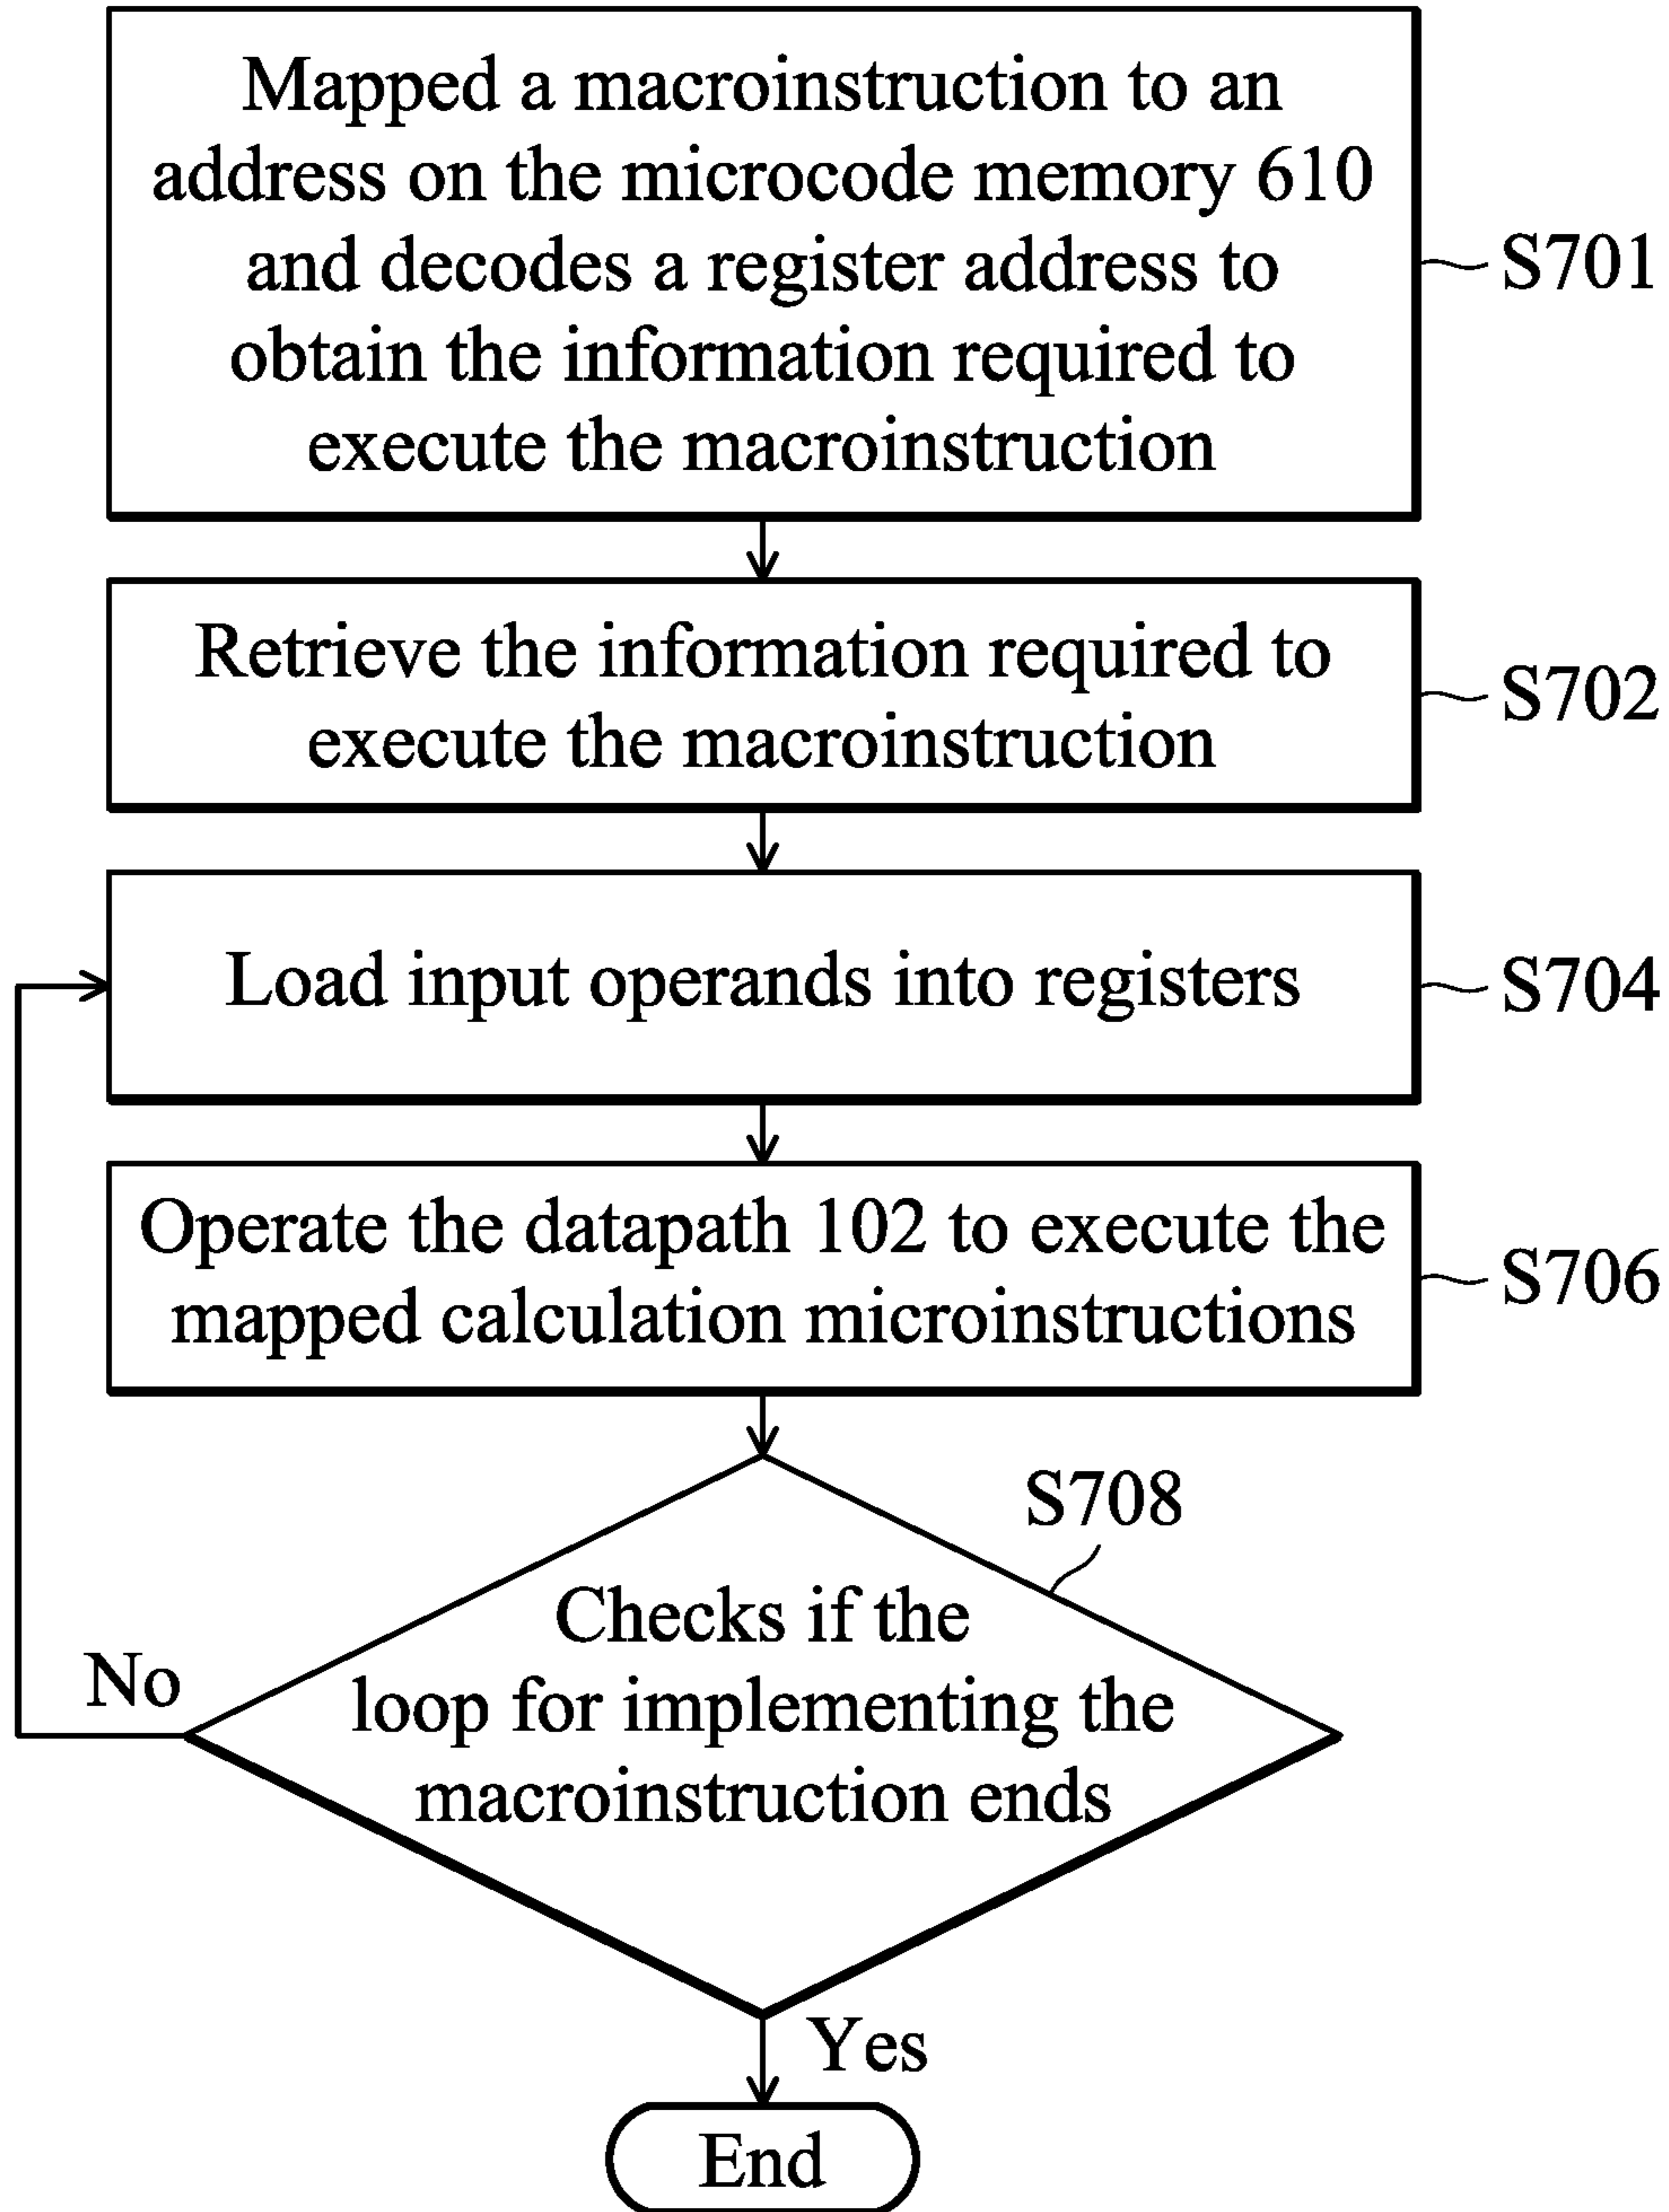 Mapped a macroinstruction to an
address on the microcode memory 610
and decodes a register address to
obtain the information required to
execute the macroinstruction
S701
Retrieve the information required to
execute the macroinstruction
S702
Load input operands into registers
S704
Operate the datapath 102 to execute the
mapped calculation microinstructions
S706
S708
Checks if the
loop for implementing the
macroinstruction ends
No
Yes
End